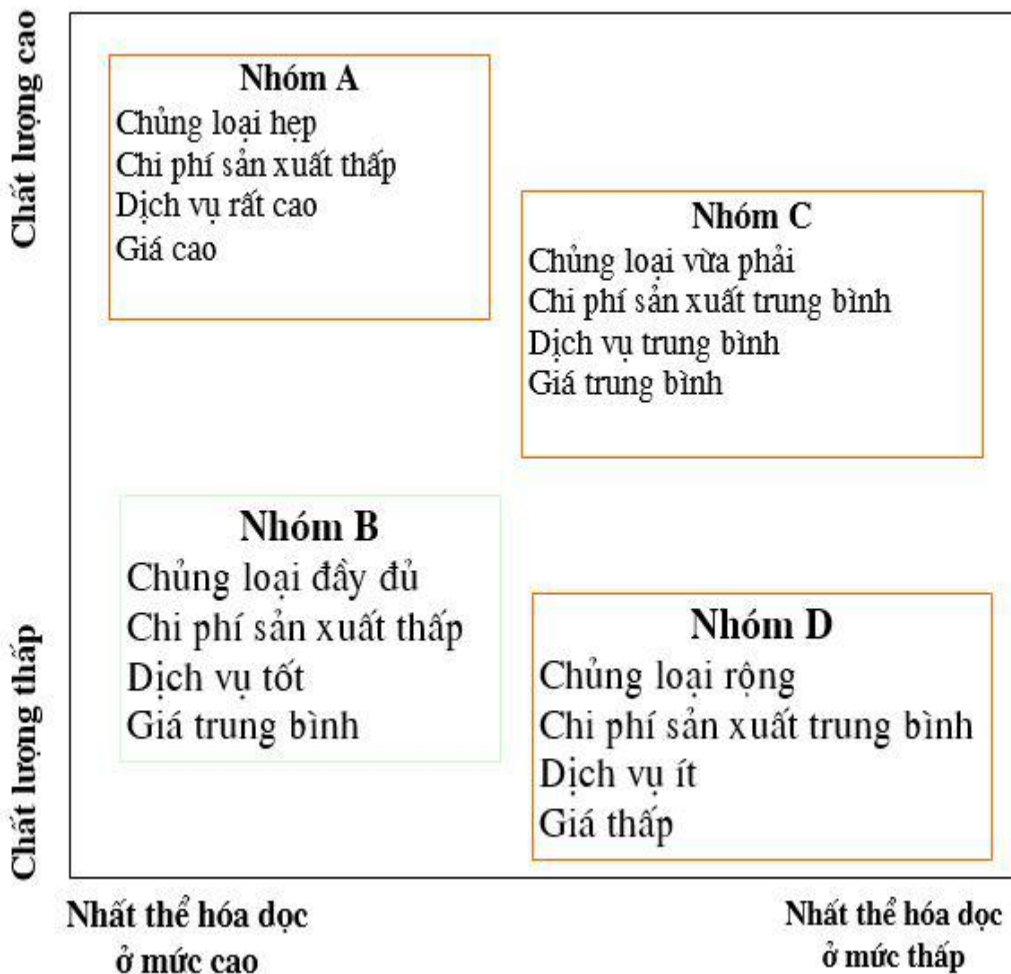 Chất lượng cao
Nhóm A
Chủng loại hẹp
Chi phí sản xuất thấp
Dịch vụ rất cao
Giá cao
Nhóm C
Chủng loại vừa phải
Chi phí sản xuất trung bình
Dịch vụ trung bình
Giá trung bình
Chất lượng thấp
Nhóm B
Chủng loại đầy đủ
Chi phí sản xuất thấp
Dịch vụ tốt
Giá trung bình
Nhóm D
Chủng loại rộng
Chi phí sản xuất trung bình
Dịch vụ ít
Giá thấp
Nhất thể hóa dọc
ở mức cao
Nhất thể hóa dọc
ở mức thấp